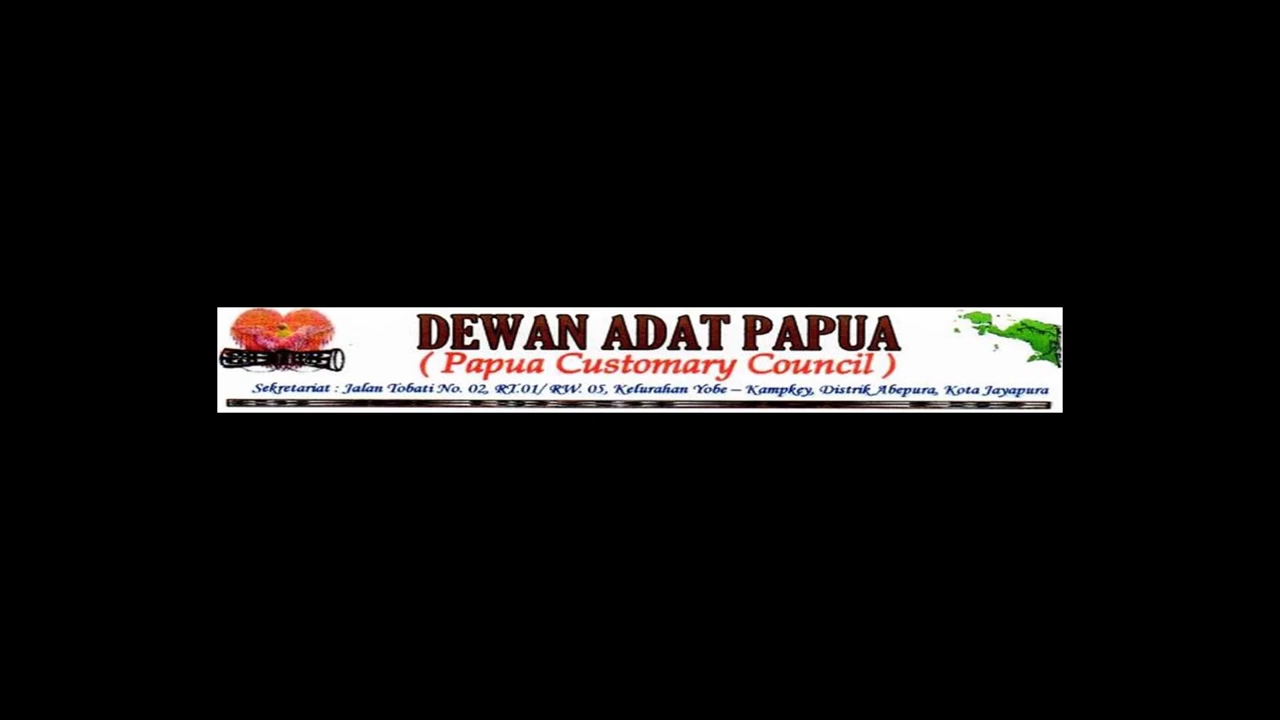 DEWAN ADAT PAPUA
( Papua Customary Council )
Sekretariat : Jalan Tobati No. 02, RT.01/ RW. 05, Kelurahan Yobe – Kampkey, Distrik Abepura, Kota Jayapura